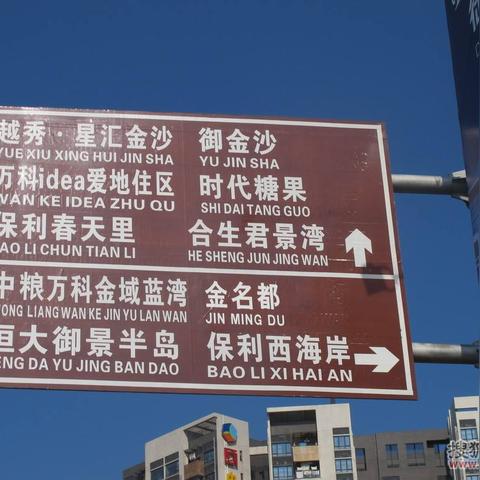 越秀·星汇金沙 御金沙
YUE XIU XING HUI JIN SHA YU JIN SHA
万科idea爱地住区 时代糖果
WAN KE IDEA ZHU QU SHI DAI TANG GUO
保利春天里 合生君景湾
BAO LI CHUN TIAN LI HE SHENG JUN JING WAN
中粮万科金域蓝湾 金名都
ONG LIANG WAN KE JIN YU LAN WAN JIN MING DU
恒大御景半岛 保利西海岸
ENG DA YU JING BAN DAO BAO LI XI HAI AN
搜狐
www.